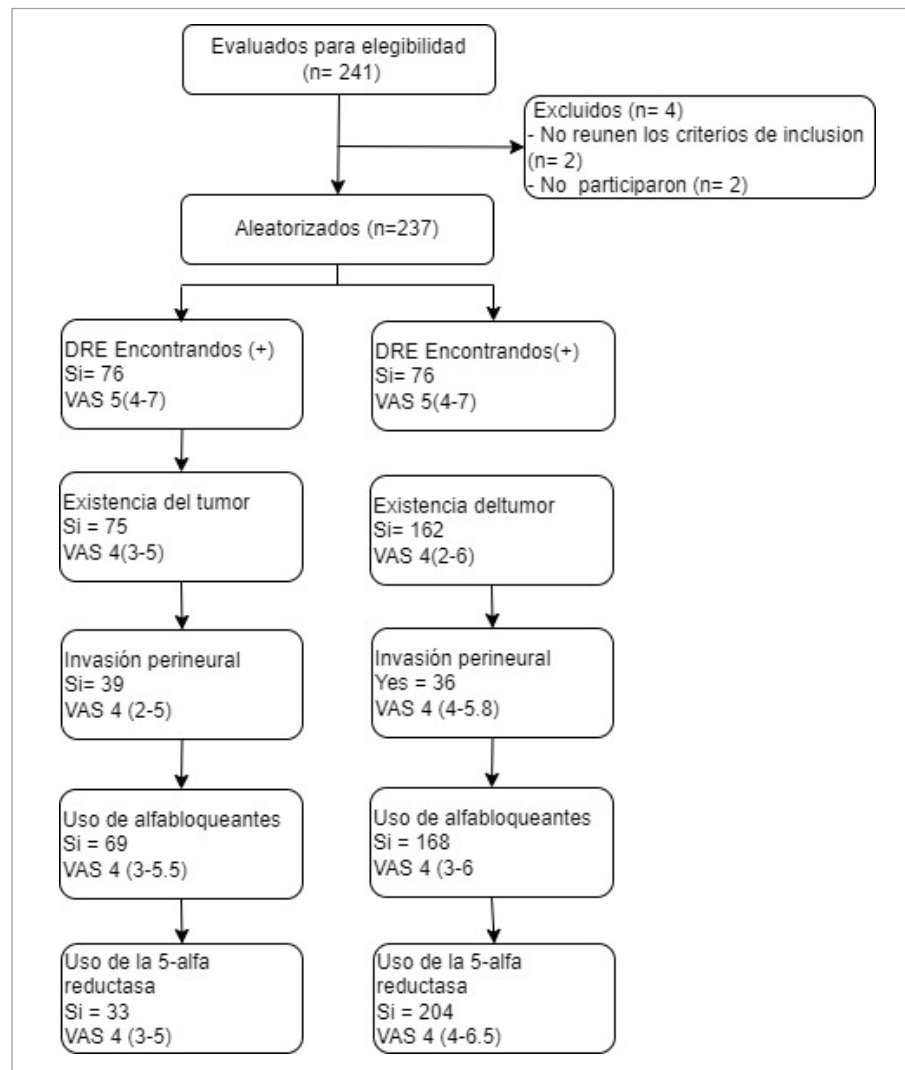 Evaluados para elegibilidad
(n= 241)
Excluidos (n= 4)
- No reunen los criterios de inclusion
(n= 2)
- No participaron (n= 2)
Aleatorizados (n=237)
DRE Encontrandos (+)
Si= 76
VAS 5(4-7)
DRE Encontrandos(+)
Si= 76
VAS 5(4-7)
Existencia del tumor
Si = 75
VAS 4(3-5)
Existencia deltumor
Si= 162
VAS 4(2-6)
Invasión perineural
Si= 39
VAS 4 (2-5)
Invasión perineural
Yes = 36
VAS 4 (4-5.8)
Uso de alfabloqueantes
Si = 69
VAS 4 (3-5.5)
Uso de alfabloqueantes
Si = 168
VAS 4 (3-6
Uso de la 5-alfa
reductasa
Si = 33
VAS 4 (3-5)
Uso de la 5-alfa
reductasa
Si = 204
VAS 4 (4-6.5)